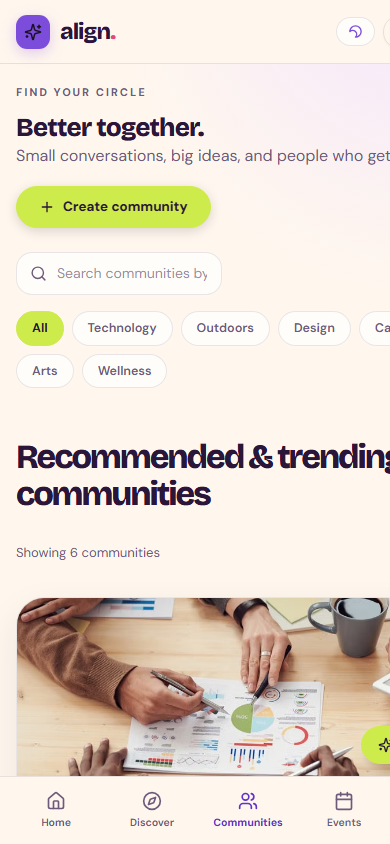 align.
FIND YOUR CIRCLE
Better together.
Small conversations, big ideas, and people who get
+ Create community
Search communities by
All
Technology
Outdoors
Design
Ca
Arts
Wellness
Recommended & trending
communities
Showing 6 communities
Home
Discover
Communities
Events